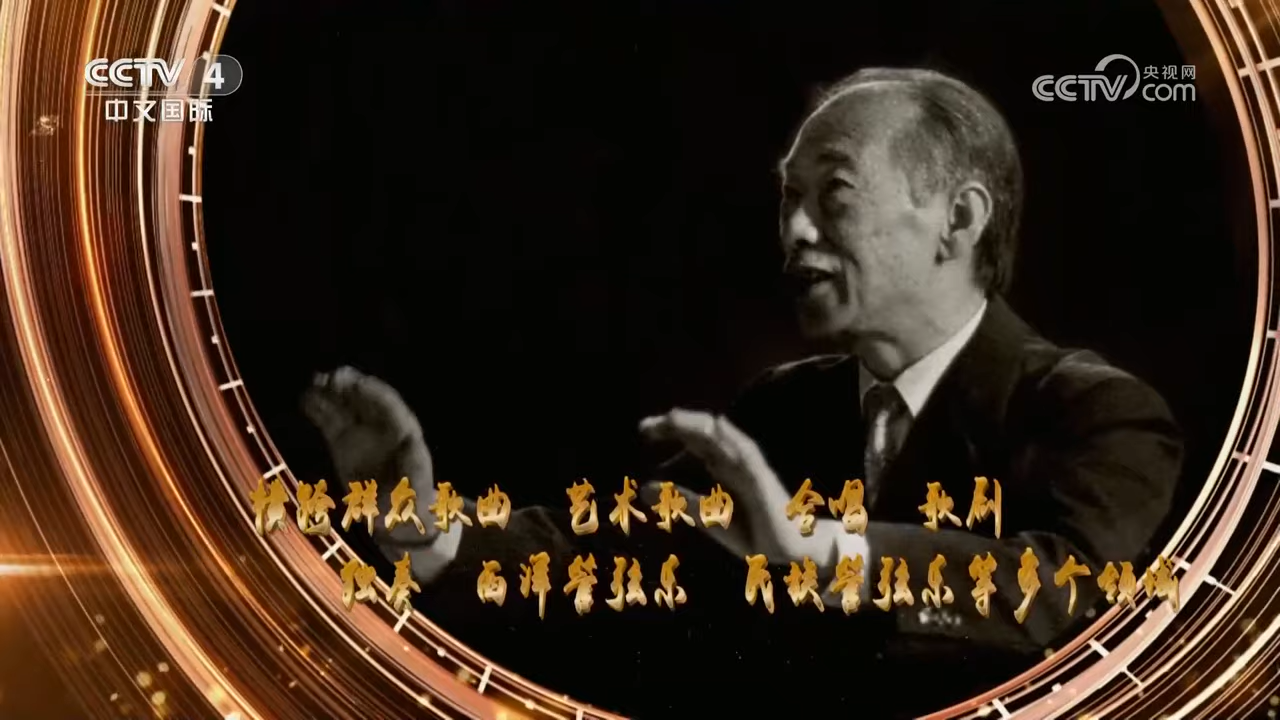 CCTV 4
中文国际
央视网
CCTV com
横跨群众歌曲 艺术歌曲 合唱 歌剧
独奏 西洋管弦乐 民族管弦乐等多个领域